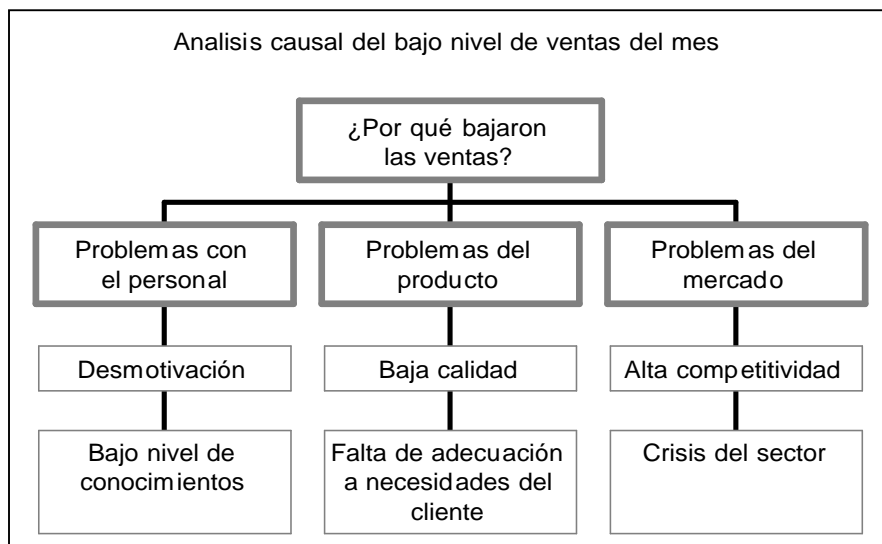 Analisis causal del bajo nivel de ventas del mes
¿Por qué bajaron
las ventas?
Problemas con
el personal
Problemas del
producto
Problemas del
mercado
Desmotivación
Baja calidad
Alta competitividad
Bajo nivel de
conocimientos
Falta de adecuación
a necesidades del
cliente
Crisis del sector